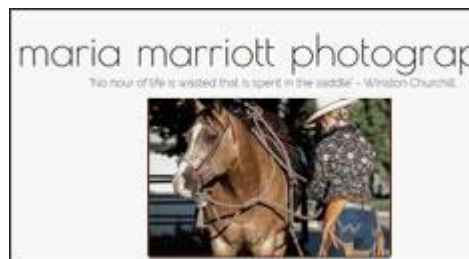 maria marriott photograp
"No hour of life is wasted that is spent in the saddle" - Winston Churchill